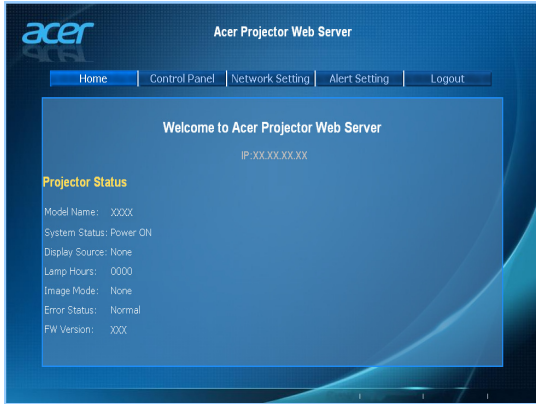 acer
Acer Projector Web Server
Home Control Panel Network Setting Alert Setting Logout
Welcome to Acer Projector Web Server
IP:XX.XX.XX.XX
Projector Status
Model Name: XXXX
System Status: Power ON
Display Source: None
Lamp Hours: 0000
Image Mode: None
Error Status: Normal
FW Version: XXX